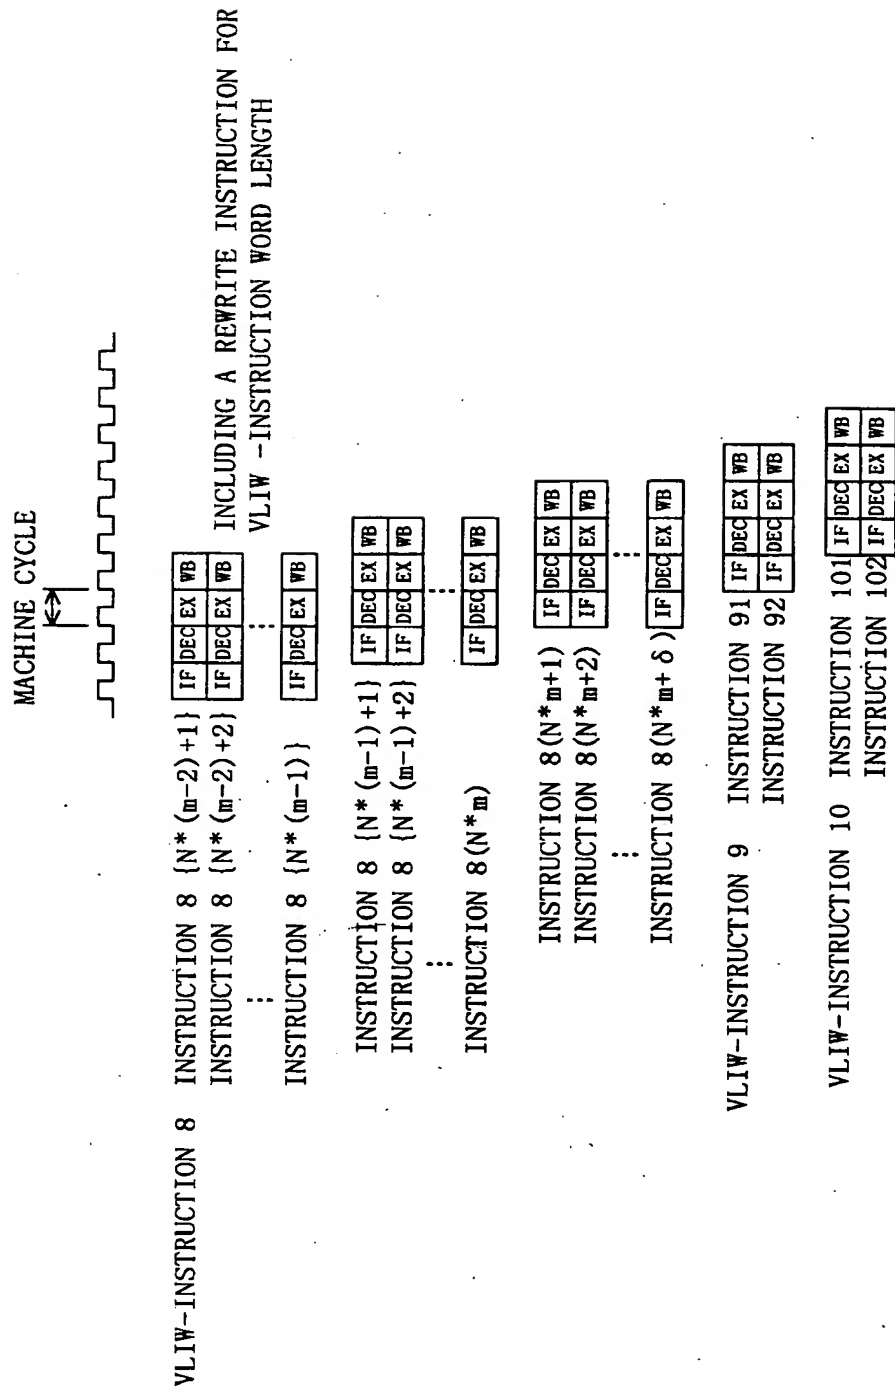 MACHINE CYCLE
VLIW-INSTRUCTION 8 INSTRUCTION 8 {N*(m-2)+1} IF DEC EX WB
INSTRUCTION 8 {N*(m-2)+2} IF DEC EX WB
INCLUDING A REWRITE INSTRUCTION FOR
VLIW -INSTRUCTION WORD LENGTH
INSTRUCTION 8 {N*(m-1)} IF DEC EX WB
INSTRUCTION 8 {N*(m-1)+1} IF DEC EX WB
INSTRUCTION 8 {N*(m-1)+2} IF DEC EX WB
INSTRUCTION 8(N*m) IF DEC EX WB
INSTRUCTION 8(N*m+1) IF DEC EX WB
INSTRUCTION 8(N*m+2) IF DEC EX WB
INSTRUCTION 8(N*m+ δ) IF DEC EX WB
VLIW-INSTRUCTION 9 INSTRUCTION 91 IF DEC EX WB
INSTRUCTION 92 IF DEC EX WB
VLIW-INSTRUCTION 10 INSTRUCTION 101 IF DEC EX WB
INSTRUCTION 102 IF DEC EX WB